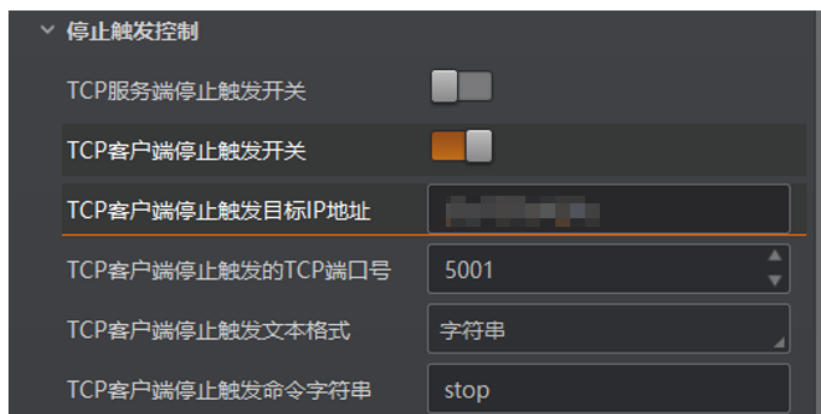 停止触发控制
TCP服务端停止触发开关
TCP客户端停止触发开关
TCP客户端停止触发目标IP地址
TCP客户端停止触发的TCP端口号 5001
TCP客户端停止触发文本格式 字符串
TCP客户端停止触发命令字符串 stop